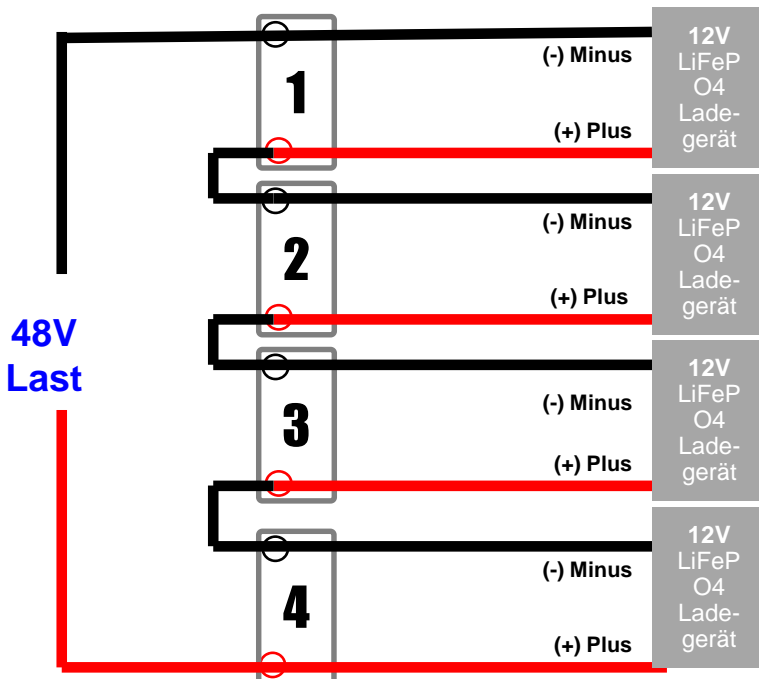 12V
LiFeP
O4
Lade-
gerät
(-) Minus
1
(+) Plus
12V
LiFeP
O4
Lade-
gerät
(-) Minus
2
(+) Plus
48V
Last
12V
LiFeP
O4
Lade-
gerät
(-) Minus
3
(+) Plus
12V
LiFeP
O4
Lade-
gerät
(-) Minus
4
(+) Plus